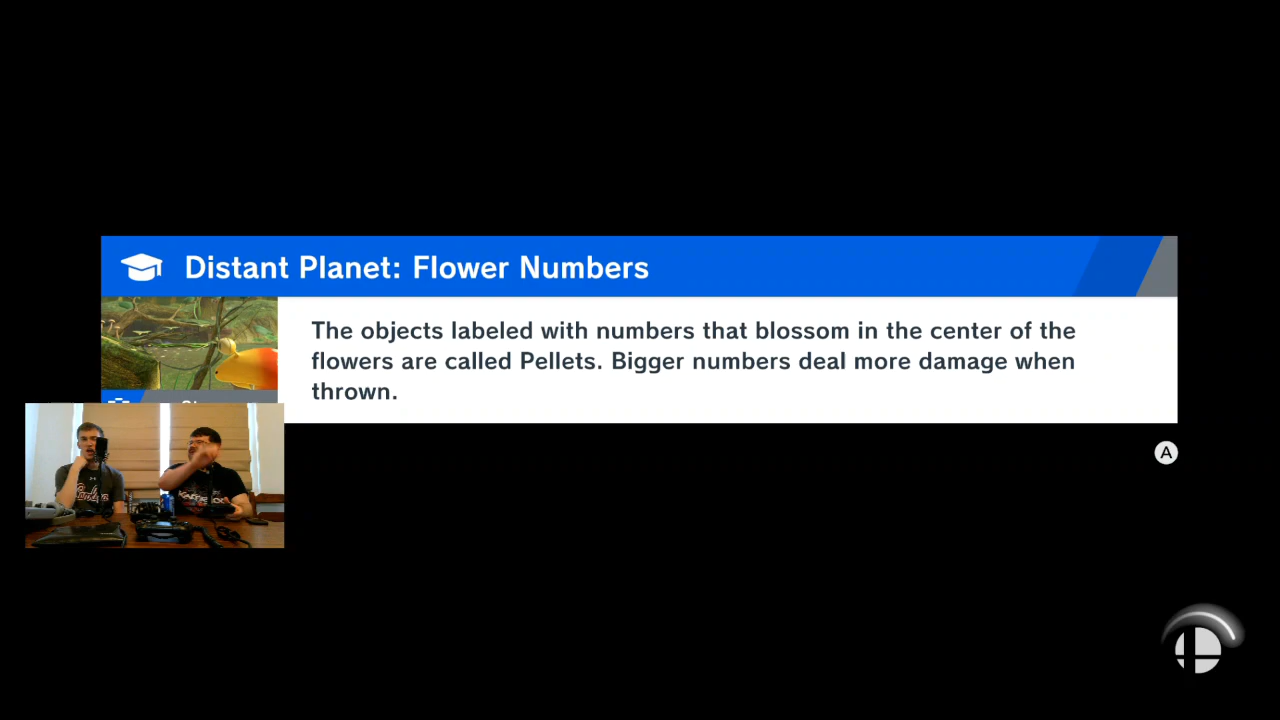 Distant Planet: Flower Numbers
The objects labeled with numbers that blossom in the center of the
flowers are called Pellets. Bigger numbers deal more damage when
thrown.
A